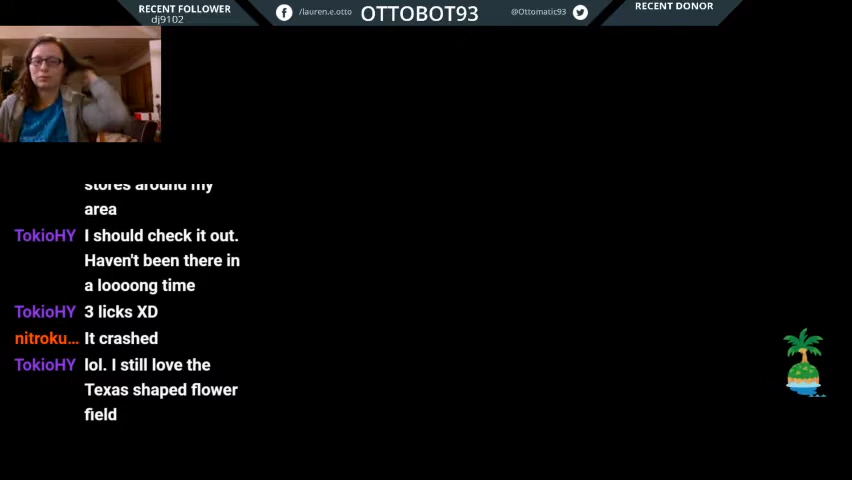 RECENT FOLLOWER
dj9102
/lauren.e.otto
OTTOBOT93
@Ottomatic93
RECENT DONOR
stores around my
area
TokioHY I should check it out.
Haven't been there in
a loooong time
TokioHY 3 licks XD
nitroku... It crashed
TokioHY lol. I still love the
Texas shaped flower
field